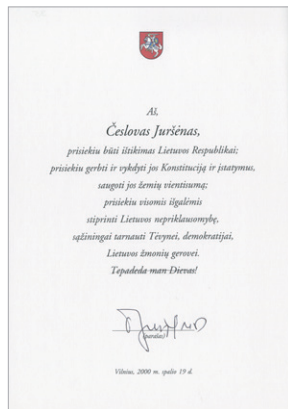 Aš,
Česlovas Juršėnas,
prisiekiu būti ištikimas Lietuvos Respublikai;
prisiekiu gerbti ir vykdyti jos Konstituciją ir įstatymus,
saugoti jos žemių vientisumą;
prisiekiu visomis išgalėmis
stiprinti Lietuvos nepriklausomybę,
sąžiningai tarnauti Tėvynei, demokratijai,
Lietuvos žmonių gerovei.
Tepadeda man Dievas!
(parašas)
Vilnius, 2000 m. spalio 19 d.